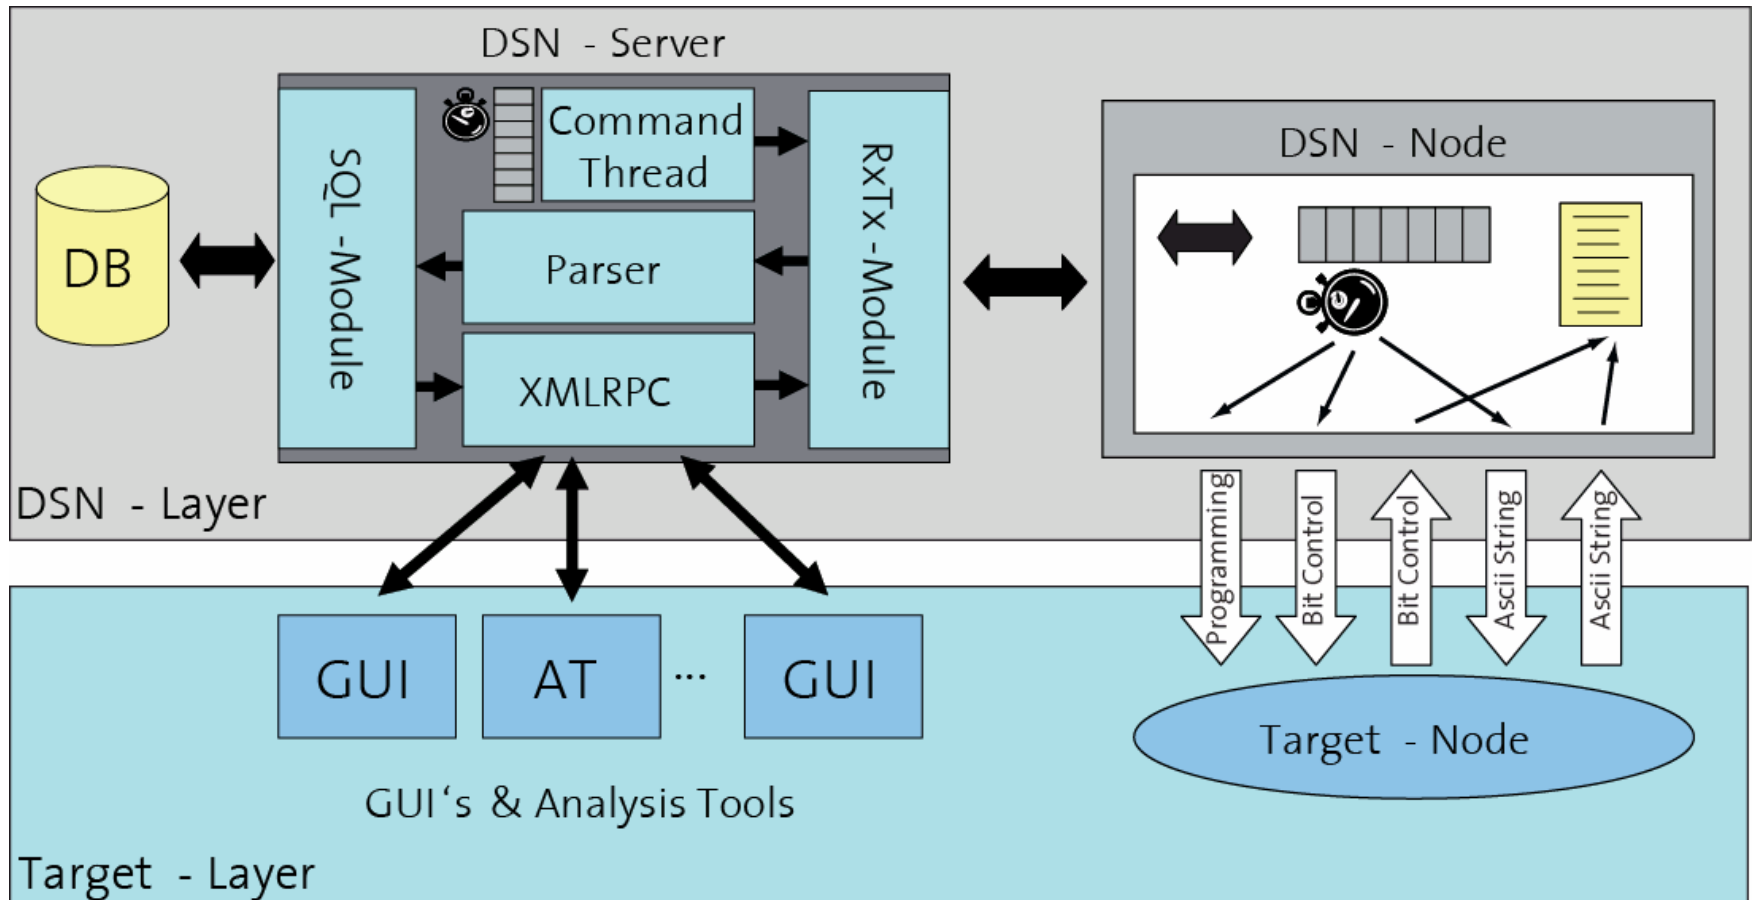 DSN - Server
SQL -Module
Command
Thread
Parser
XMLRPC
RxTx -Module
DB
DSN - Node
DSN - Layer
Programming
Bit Control
Bit Control
Ascii String
Ascii String
GUI
AT
...
GUI
Target - Node
GUI‘s & Analysis Tools
Target - Layer